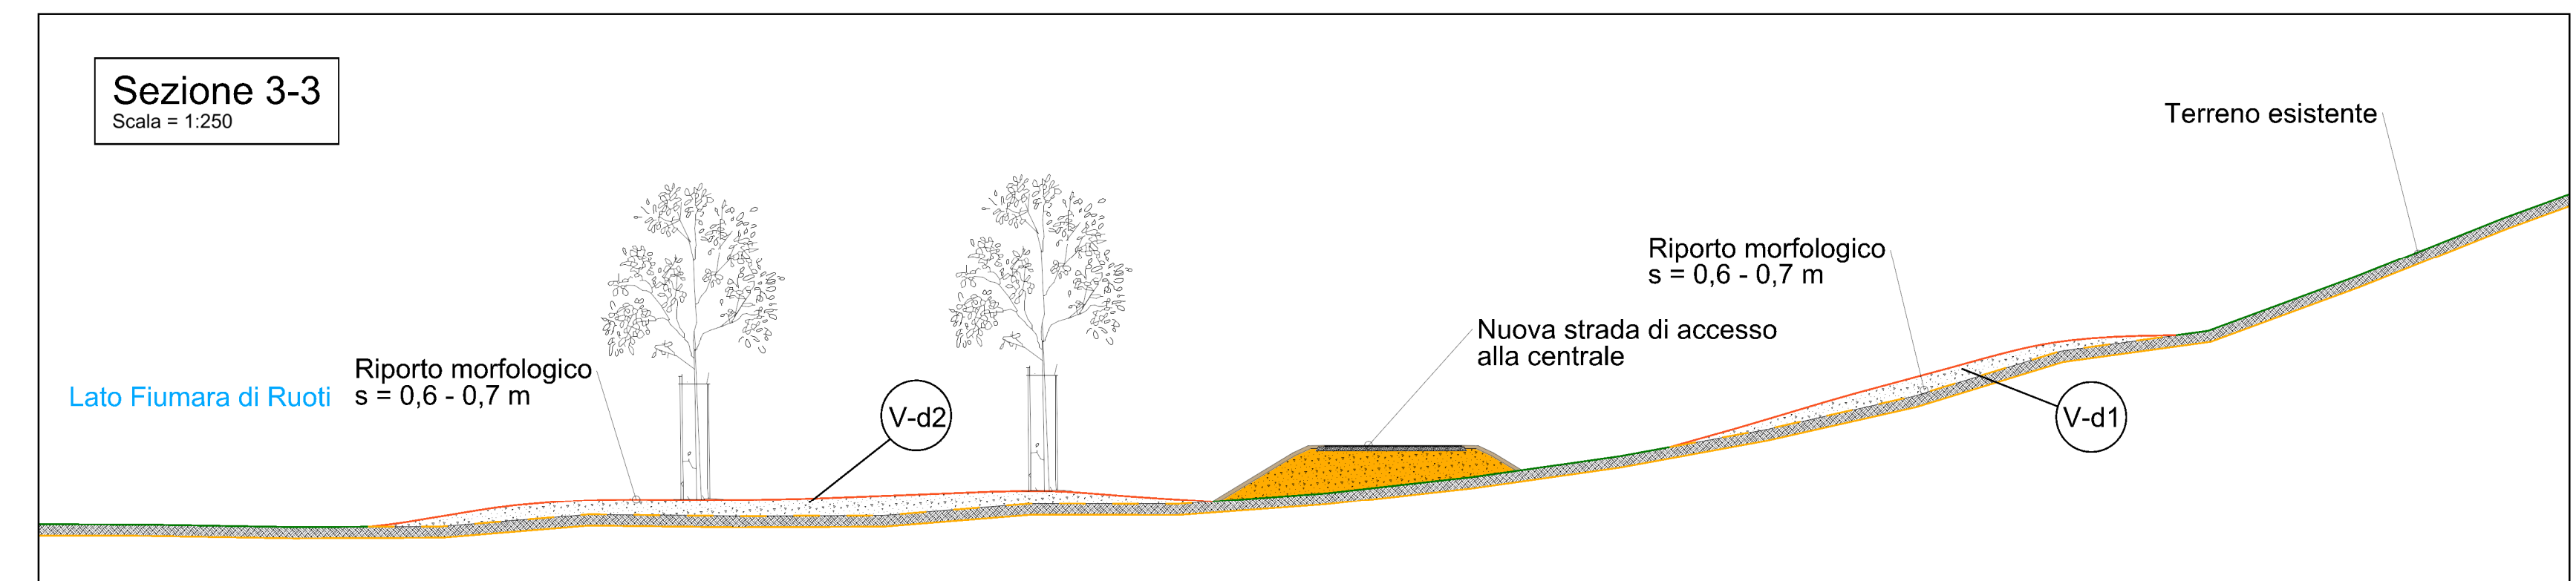 Sezione 3-3
Scala = 1:250
Terreno esistente
Riporto morfologico
s = 0,6 - 0,7 m
Nuova strada di accesso
alla centrale
Riporto morfologico
s = 0,6 - 0,7 m
Lato Fiumara di Ruoti
V-d2
V-d1